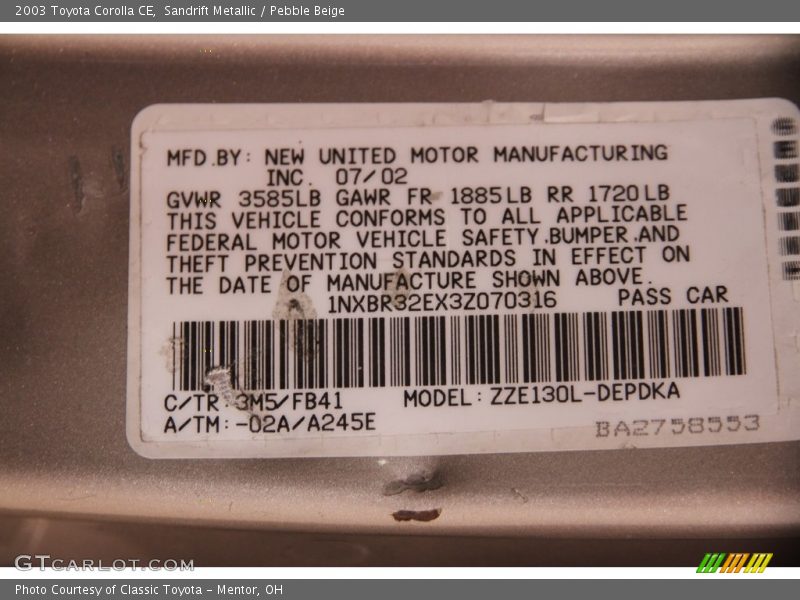 2003 Toyota Corolla CE, Sandrift Metallic / Pebble Beige
MFD.BY: NEW UNITED MOTOR MANUFACTURING
INC. 07/02
GVWR 3585LB GAWR FR 1885LB RR 1720LB
THIS VEHICLE CONFORMS TO ALL APPLICABLE
FEDERAL MOTOR VEHICLE SAFETY,BUMPER,AND
THEFT PREVENTION STANDARDS IN EFFECT ON
THE DATE OF MANUFACTURE SHOWN ABOVE.
1NXBR32EX3Z070316 PASS CAR
C/TR:3M5/FB41 MODEL:ZZE130L-DEPDKA
A/TM:-02A/A245E
BA2758553
GTCARLOT.COM
Photo Courtesy of Classic Toyota - Mentor, OH